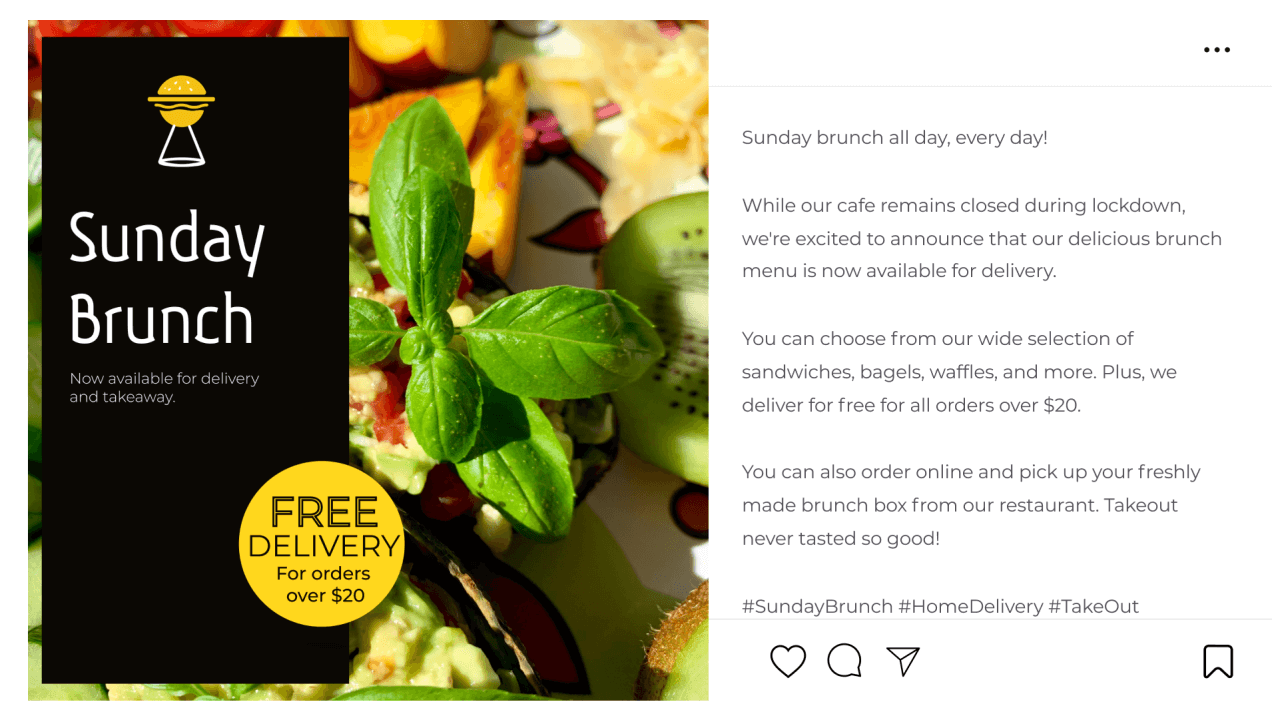 Sunday
Brunch
Now available for delivery
and takeaway.
FREE
DELIVERY
For orders
over $20
Sunday brunch all day, every day!
While our cafe remains closed during lockdown,
we're excited to announce that our delicious brunch
menu is now available for delivery.
You can choose from our wide selection of
sandwiches, bagels, waffles, and more. Plus, we
deliver for free for all orders over $20.
You can also order online and pick up your freshly
made brunch box from our restaurant. Takeout
never tasted so good!
#SundayBrunch #HomeDelivery #TakeOut